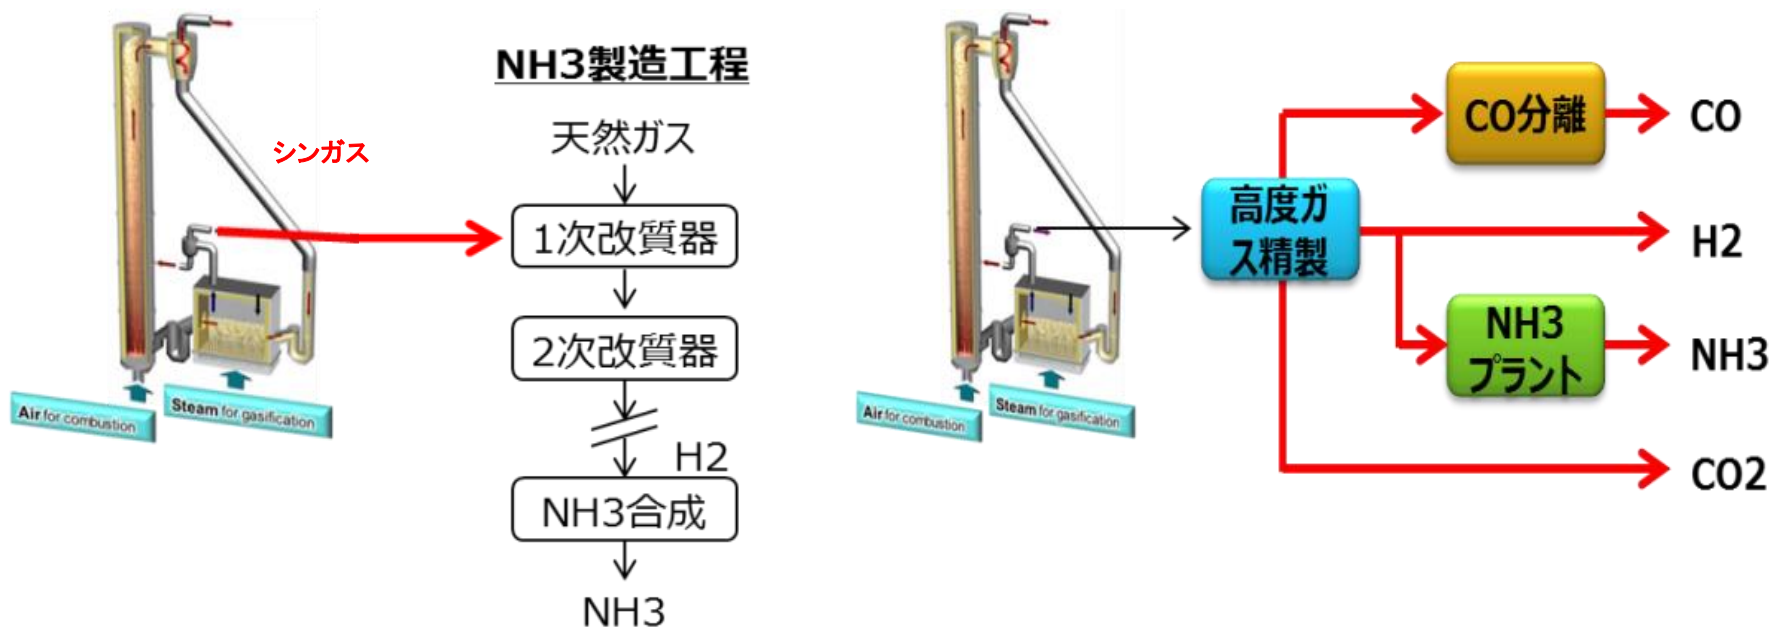 NH3製造工程
天然ガス
シンガス
1次改質器
2次改質器
H2
NH3合成
NH3
Air for combustion
Steam for gasification
CO分離
CO
高度ガ
ス精製
H2
NH3
プラント
NH3
CO2
Air for combustion
Steam for gasification